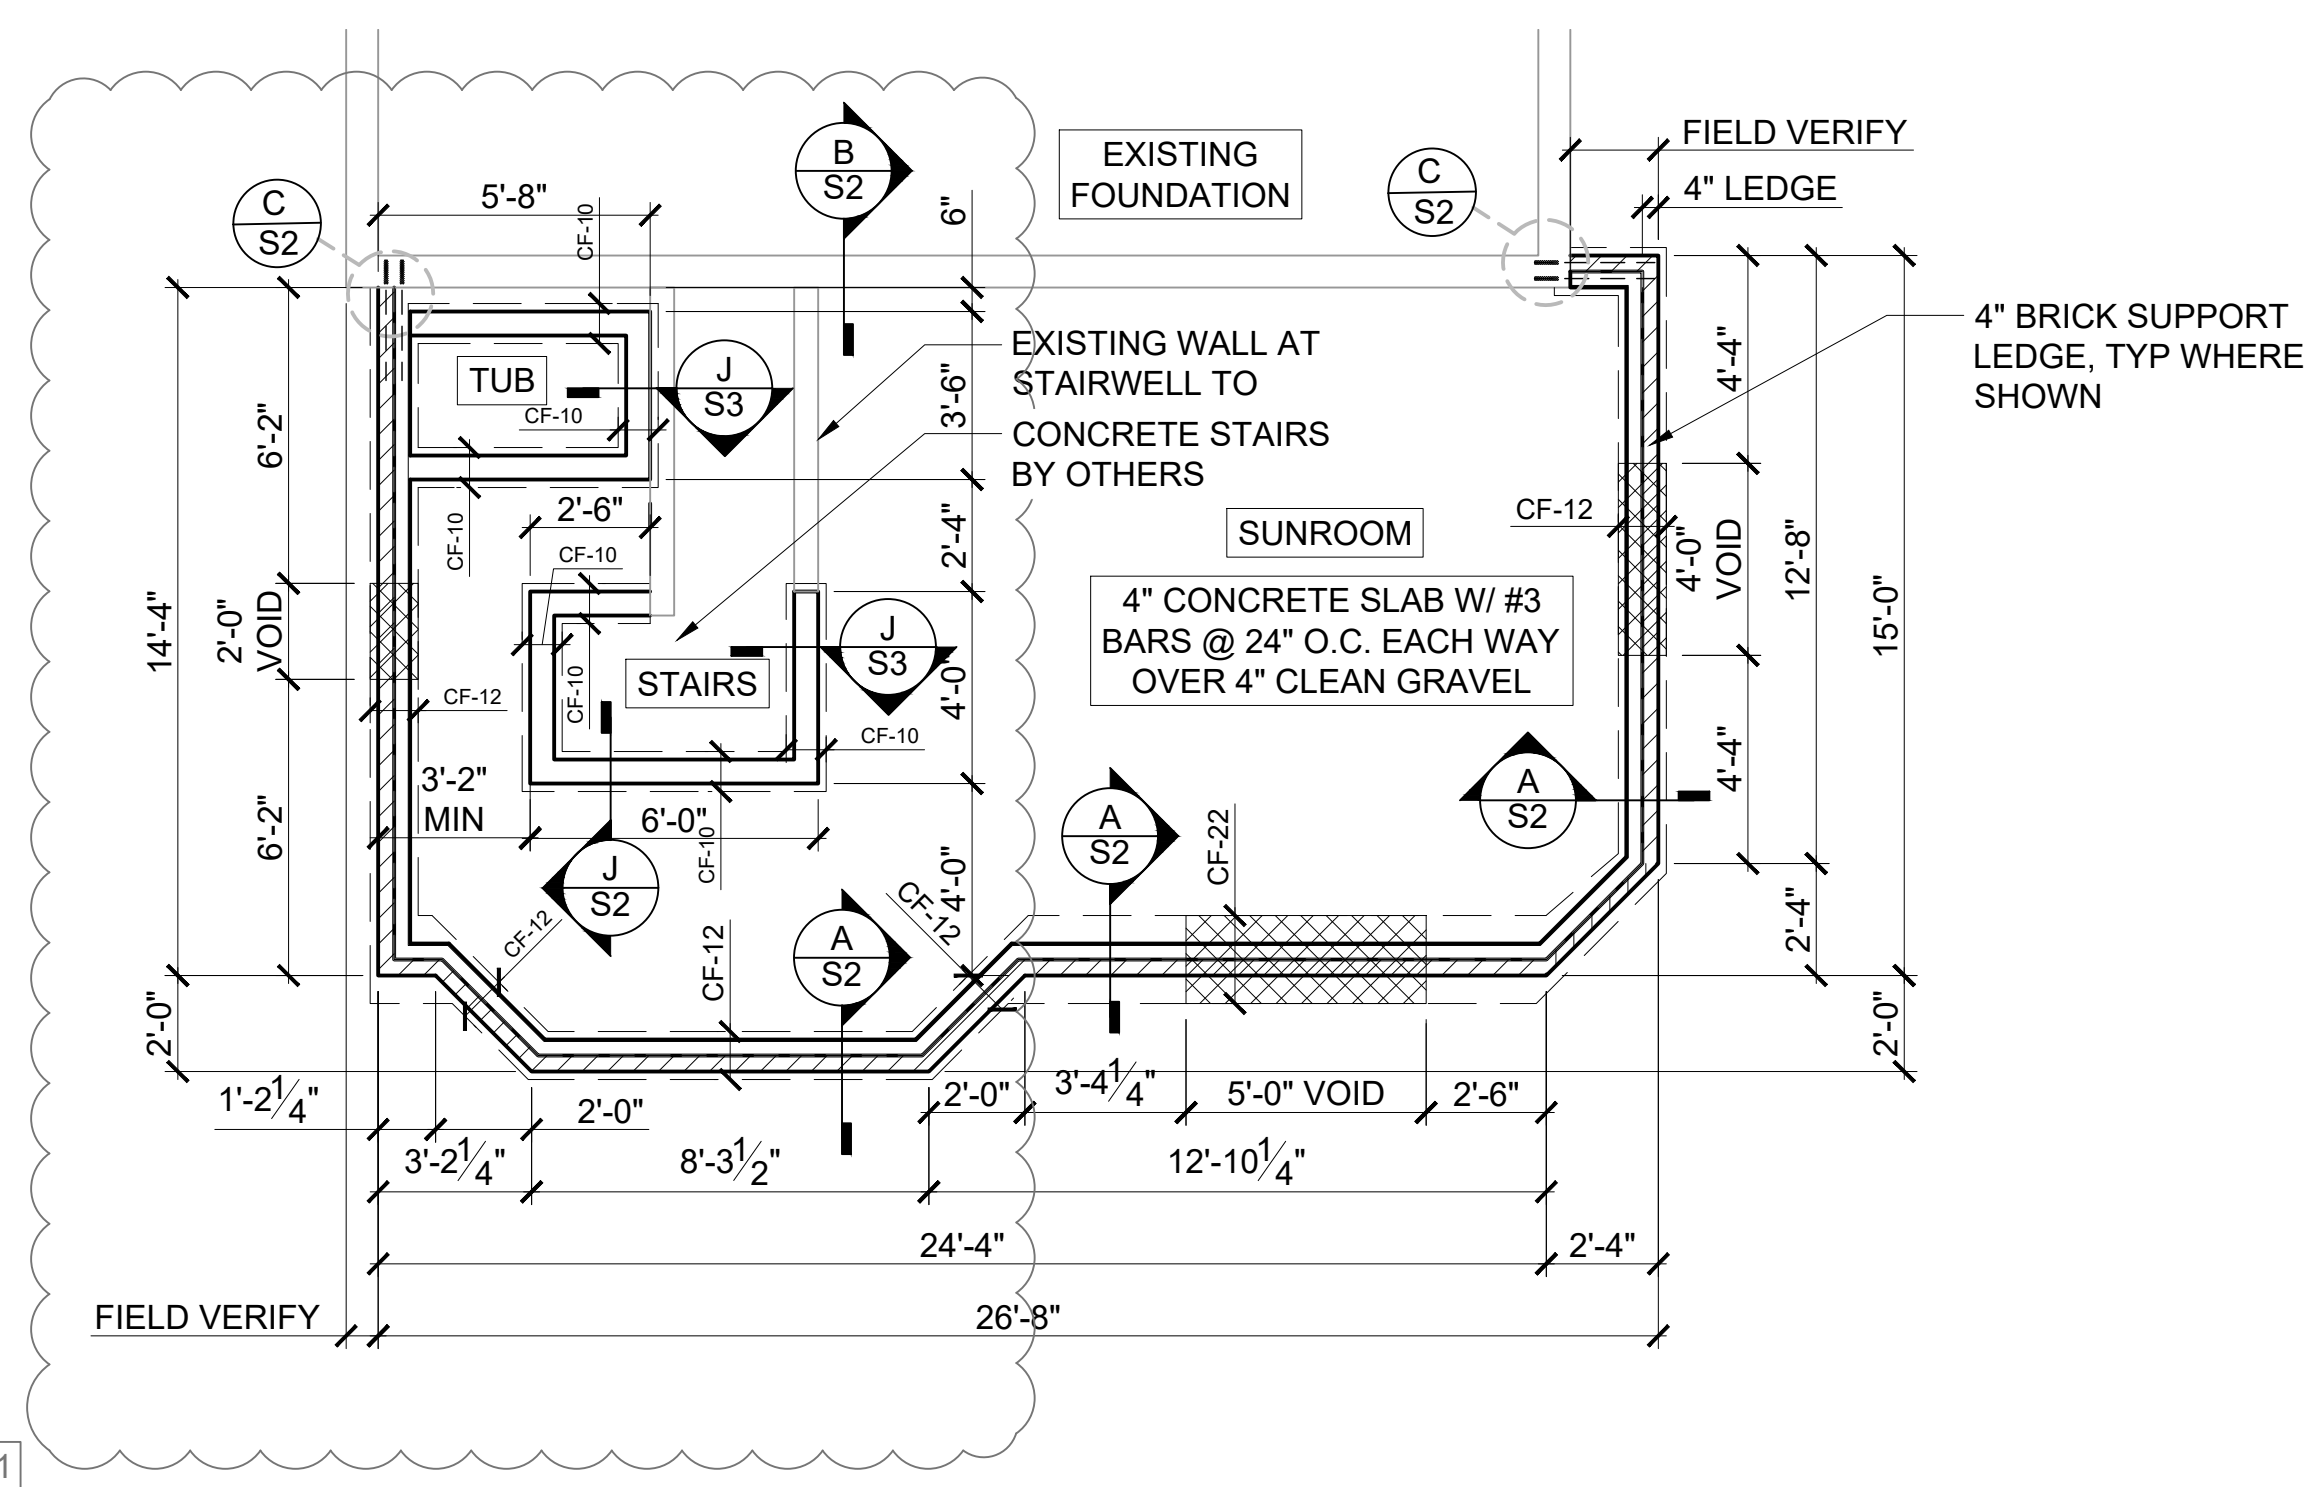 FIELD VERIFY
4" LEDGE
B
S2
EXISTING
FOUNDATION
C
S2
C
S2
5'-8"
CF-10
6"
4" BRICK SUPPORT
LEDGE, TYP WHERE
SHOWN
EXISTING WALL AT
STAIRWELL TO
CONCRETE STAIRS
BY OTHERS
TUB
CF-10
J
S3
3'-6"
4'-4"
6'-2"
2'-6"
CF-10
CF-10
2'-4"
SUNROOM
CF-12
4'-0"
VOID
12'-8"
15'-0"
4" CONCRETE SLAB W/ #3
BARS @ 24" O.C. EACH WAY
OVER 4" CLEAN GRAVEL
14'-4"
2'-0"
VOID
CF-12
CF-10
STAIRS
J
S3
4'-0"
CF-10
4'-4"
3'-2"
MIN
6'-0"
CF-10
6'-2"
J
S2
A
S2
A
S2
CF-22
CF-12
CF-12
A
S2
CF-12
4'-0"
2'-4"
2'-0"
2'-0"
1'-2 1/4"
2'-0"
2'-0"
3'-4 1/4"
5'-0" VOID
2'-6"
3'-2 1/4"
8'-3 1/2"
12'-10 1/4"
24'-4"
2'-4"
FIELD VERIFY
26'-8"
1